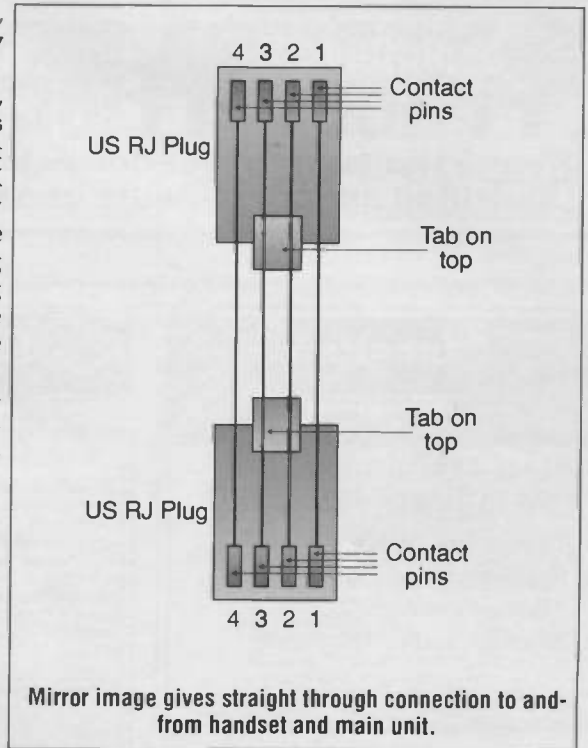 4 3 2 1
Contact
pins
US RJ Plug
Tab on
top
Tab on
top
US RJ Plug
Contact
pins
4 3 2 1
Mirror image gives straight through connection to and-
from handset and main unit.